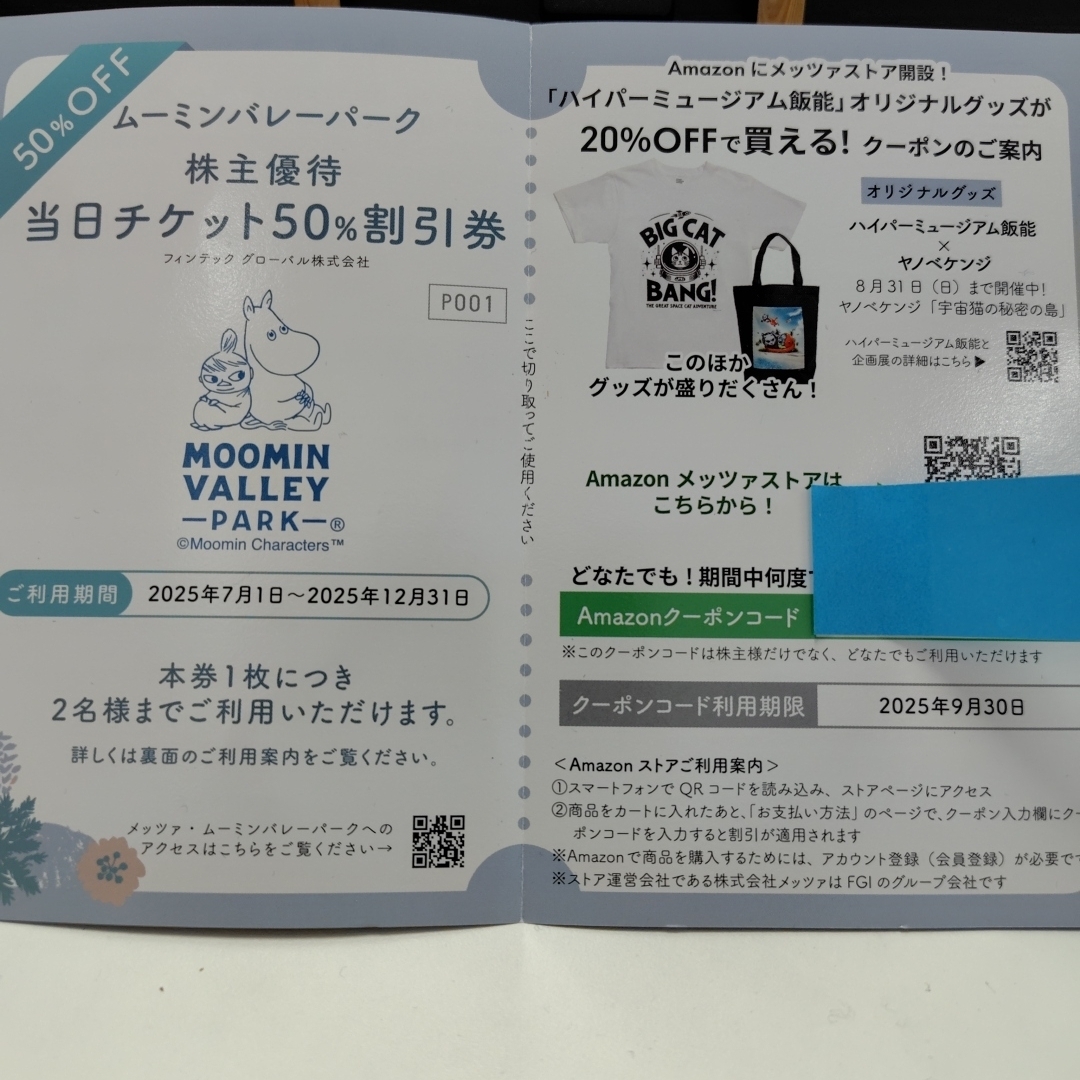 50%OFF
ムーミンバレーパーク
株主優待
当日チケット50%割引券
フィンテック グローバル株式会社
P001
MOOMIN
VALLEY
PARK®
©Moomin Characters™
ご利用期間 2025年7月1日～2025年12月31日
本券1枚につき
2名様までご利用いただけます。
詳しくは裏面のご利用案内をご覧ください。
メッツァ・ムーミンバレーパークへの
アクセスはこちらをご覧ください→
ここで切り取ってご使用ください
Amazonにメッツァストア開設！
「ハイパーミュージアム飯能」オリジナルグッズが
20%OFFで買える! クーポンのご案内
BIG CAT
BANG!
THE GREAT SPACE CAT ADVENTURE
このほか
グッズが盛りだくさん！
オリジナルグッズ
ハイパーミュージアム飯能
×
ヤノベケンジ
8月31日（日）まで開催中！
ヤノベケンジ「宇宙猫の秘密の島」
ハイパーミュージアム飯能と
企画展の詳細はこちら▶
Amazon メッツァストアは
こちらから！
どなたでも！期間中何度
Amazonクーポンコード
※このクーポンコードは株主様だけでなく、どなたでもご利用いただけます
クーポンコード利用期限 2025年9月30日
＜Amazon ストアご利用案内＞
①スマートフォンで QR コードを読み込み、ストアページにアクセス
②商品をカートに入れたあと、「お支払い方法」のページで、クーポン入力欄にクー
ポンコードを入力すると割引が適用されます
※Amazonで商品を購入するためには、アカウント登録（会員登録）が必要で
※ストア運営会社である株式会社メッツァは FGI のグループ会社です